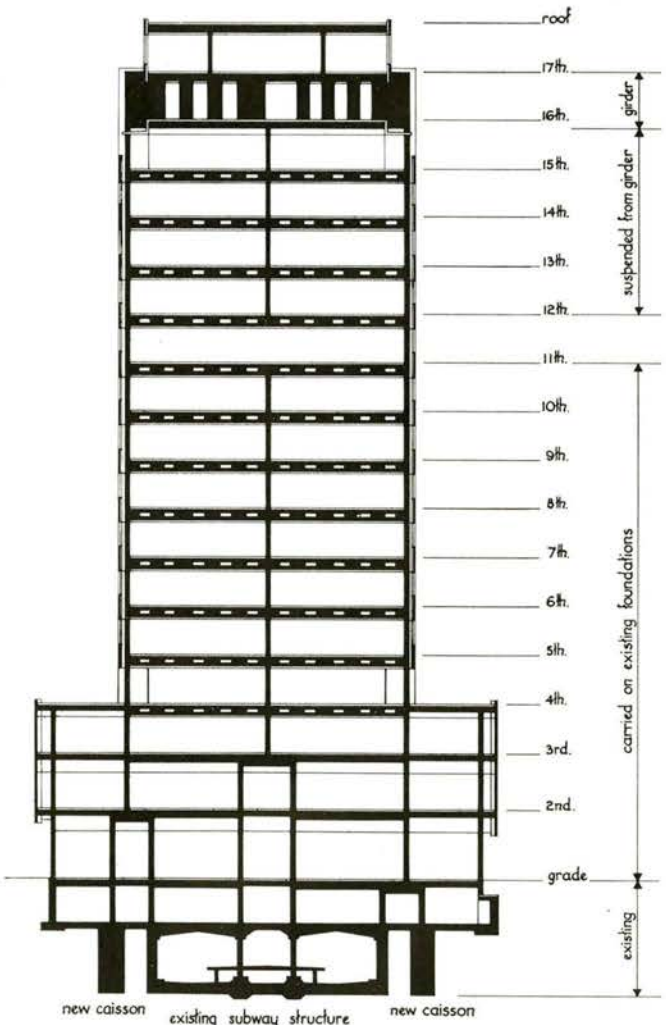 roof
17th.
girder
16th.
15th.
14th.
suspended from girder
13th.
12th.
11th.
10th.
9th.
8th.
7th.
carried on existing foundations
6th.
5th.
4th.
3rd.
2nd.
grade
existing
new caisson
existing subway structure
new caisson